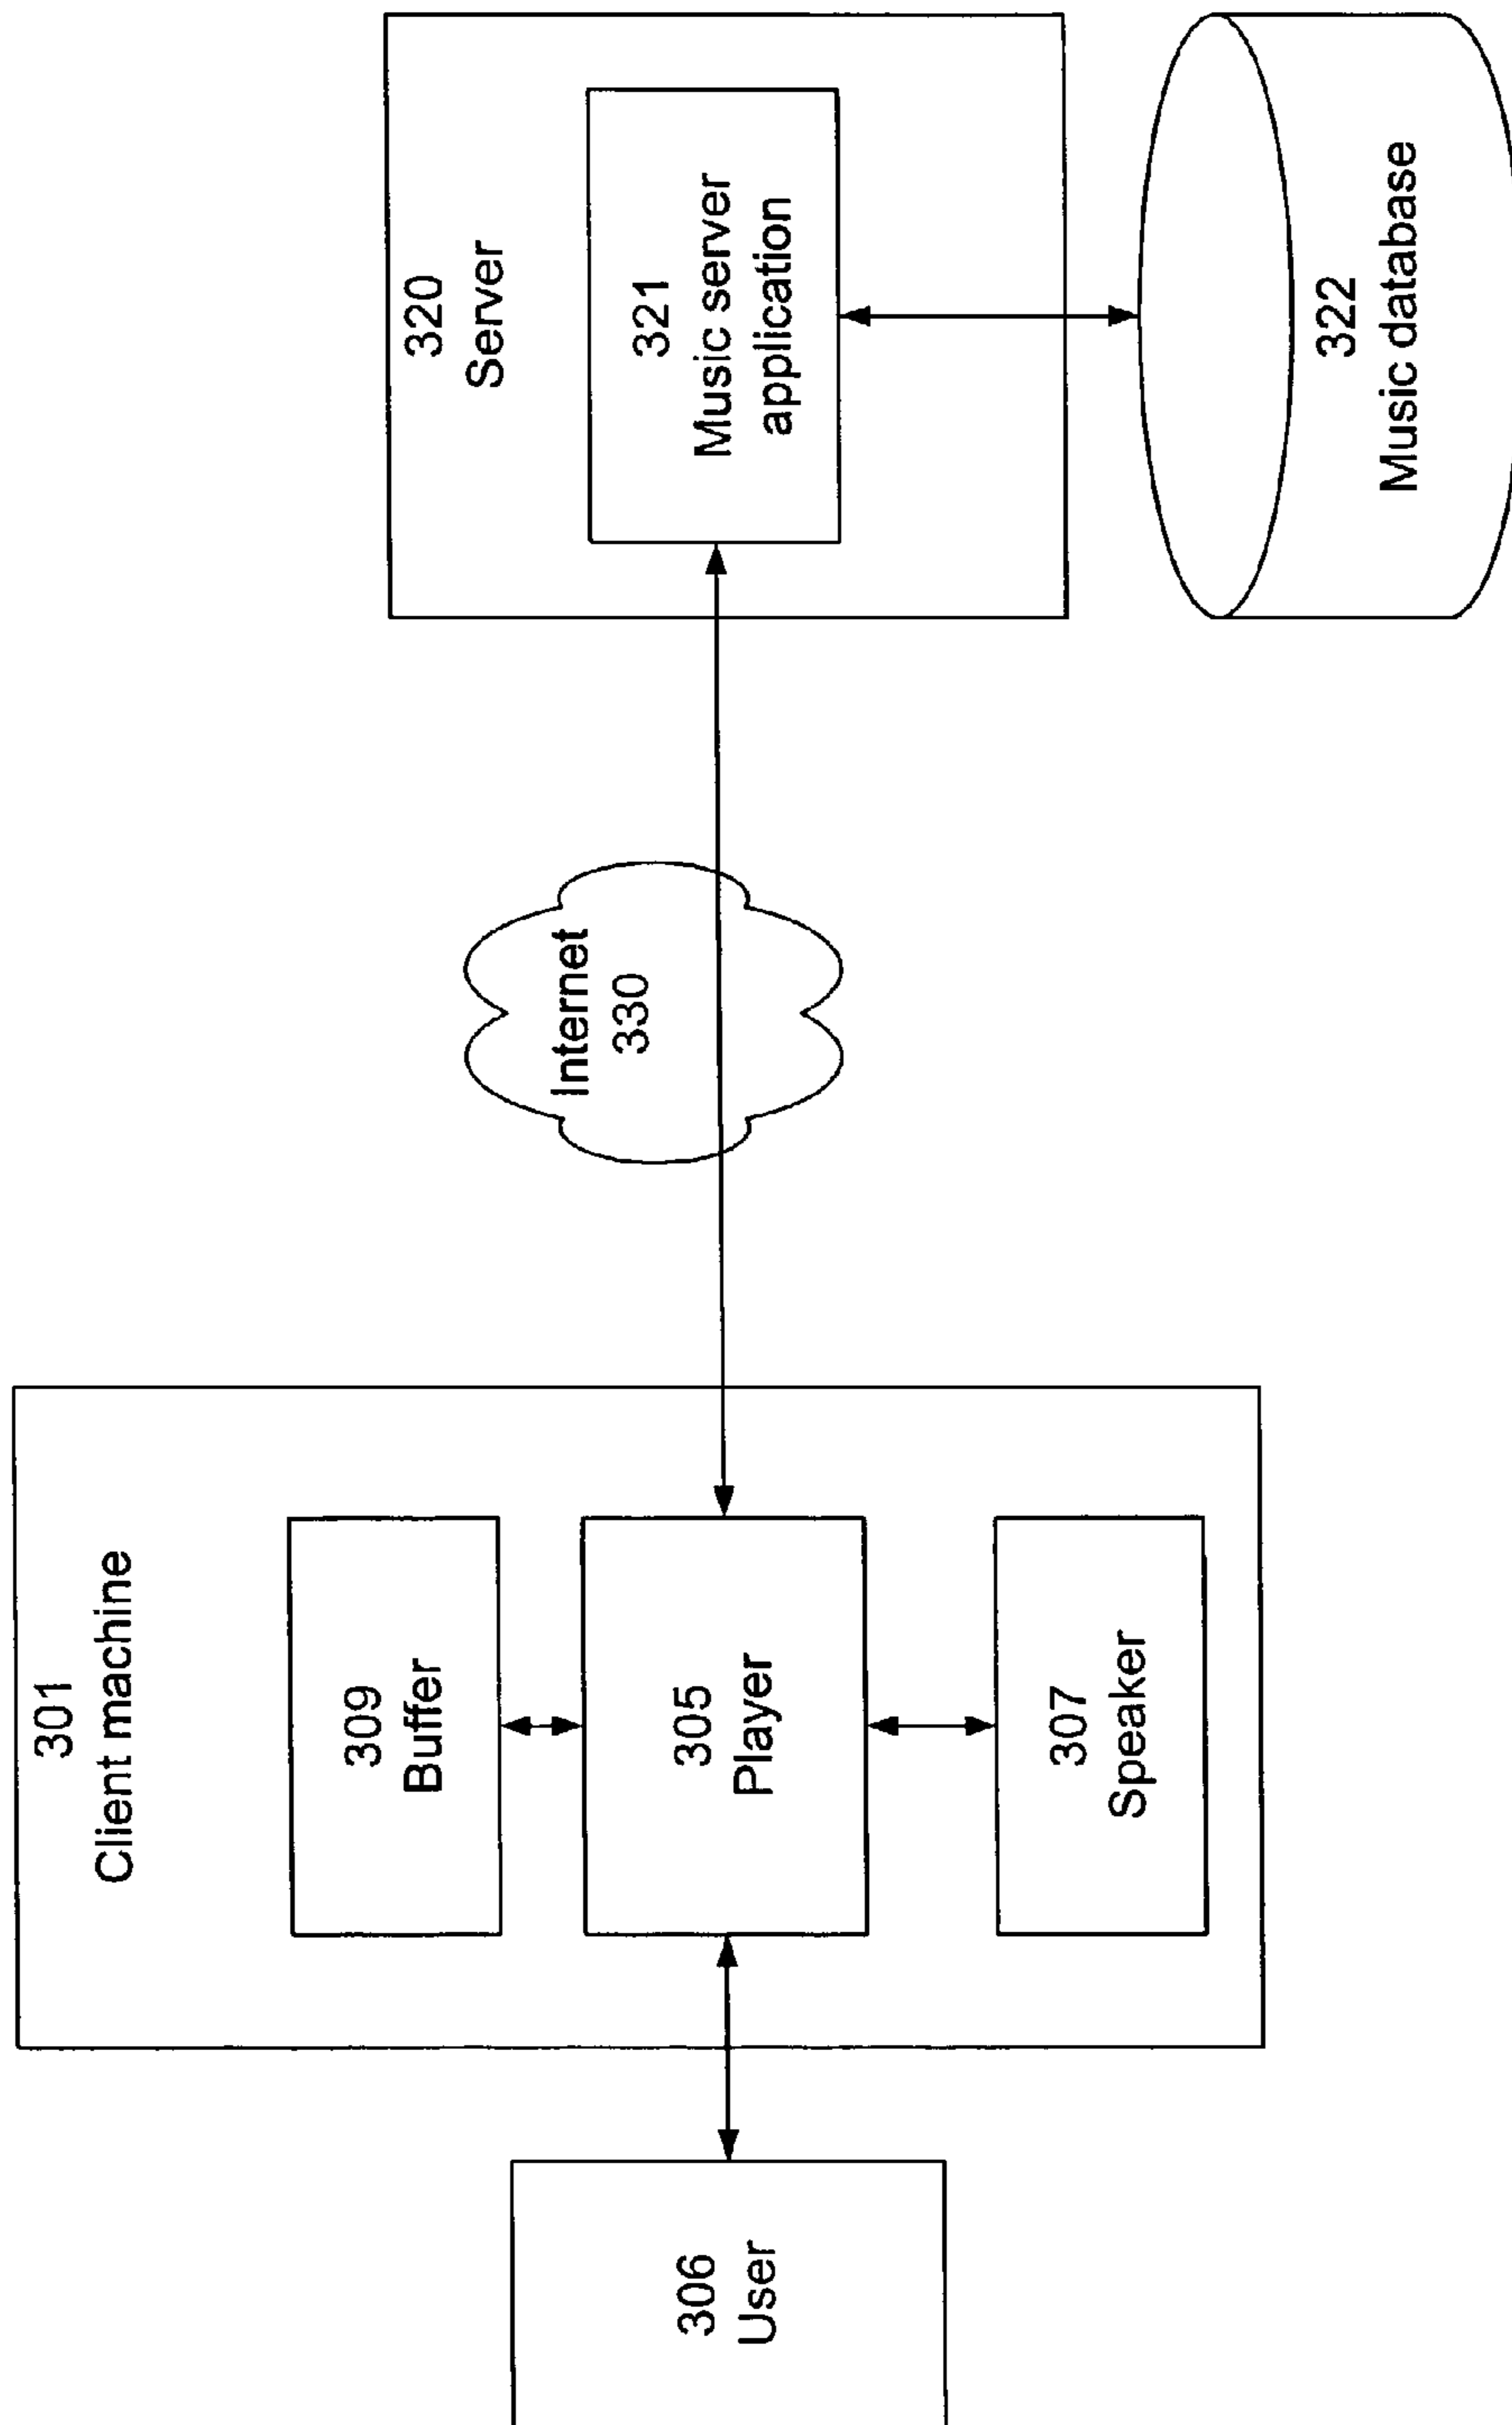 301
Client machine
309
Buffer
305
Player
307
Speaker
306
User
Internet
330
320
Server
321
Music server
application
322
Music database